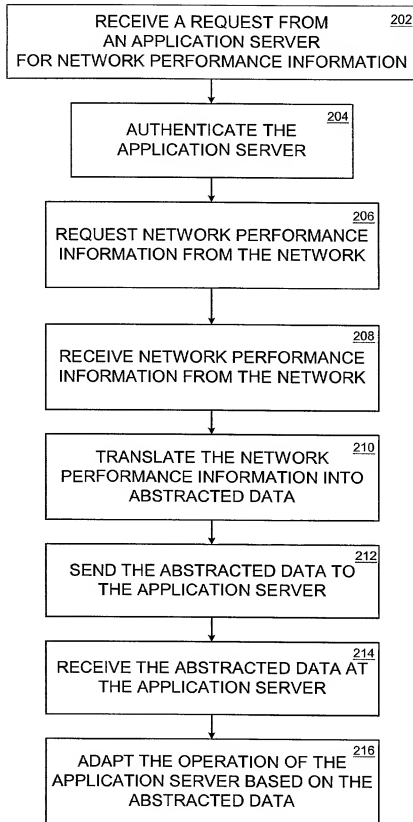 202
RECEIVE A REQUEST FROM
AN APPLICATION SERVER
FOR NETWORK PERFORMANCE INFORMATION
204
AUTHENTICATE THE
APPLICATION SERVER
206
REQUEST NETWORK PERFORMANCE
INFORMATION FROM THE NETWORK
208
RECEIVE NETWORK PERFORMANCE
INFORMATION FROM THE NETWORK
210
TRANSLATE THE NETWORK
PERFORMANCE INFORMATION INTO
ABSTRACTED DATA
212
SEND THE ABSTRACTED DATA TO
THE APPLICATION SERVER
214
RECEIVE THE ABSTRACTED DATA AT
THE APPLICATION SERVER
216
ADAPT THE OPERATION OF THE
APPLICATION SERVER BASED ON THE
ABSTRACTED DATA